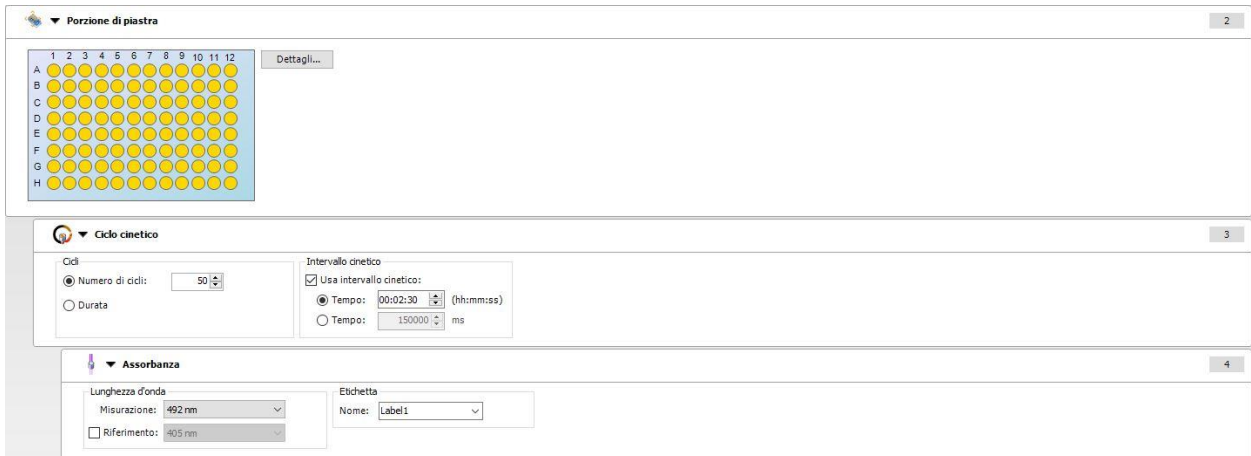 Porzione di piastra 2
1 2 3 4 5 6 7 8 9 10 11 12
Dettagli...
A
B
C
D
E
F
G
H
Ciclo cinetico 3
Cicli
Numero di cicli: 50
Durata
Intervallo cinetico
Usa intervallo cinetico:
Tempo: 00:02:30 (hh:mm:ss)
Tempo: 150000 ms
Assorbanza 4
Lunghezza d'onda
Misurazione: 492 nm
Riferimento: 405 nm
Etichetta
Nome: Label1